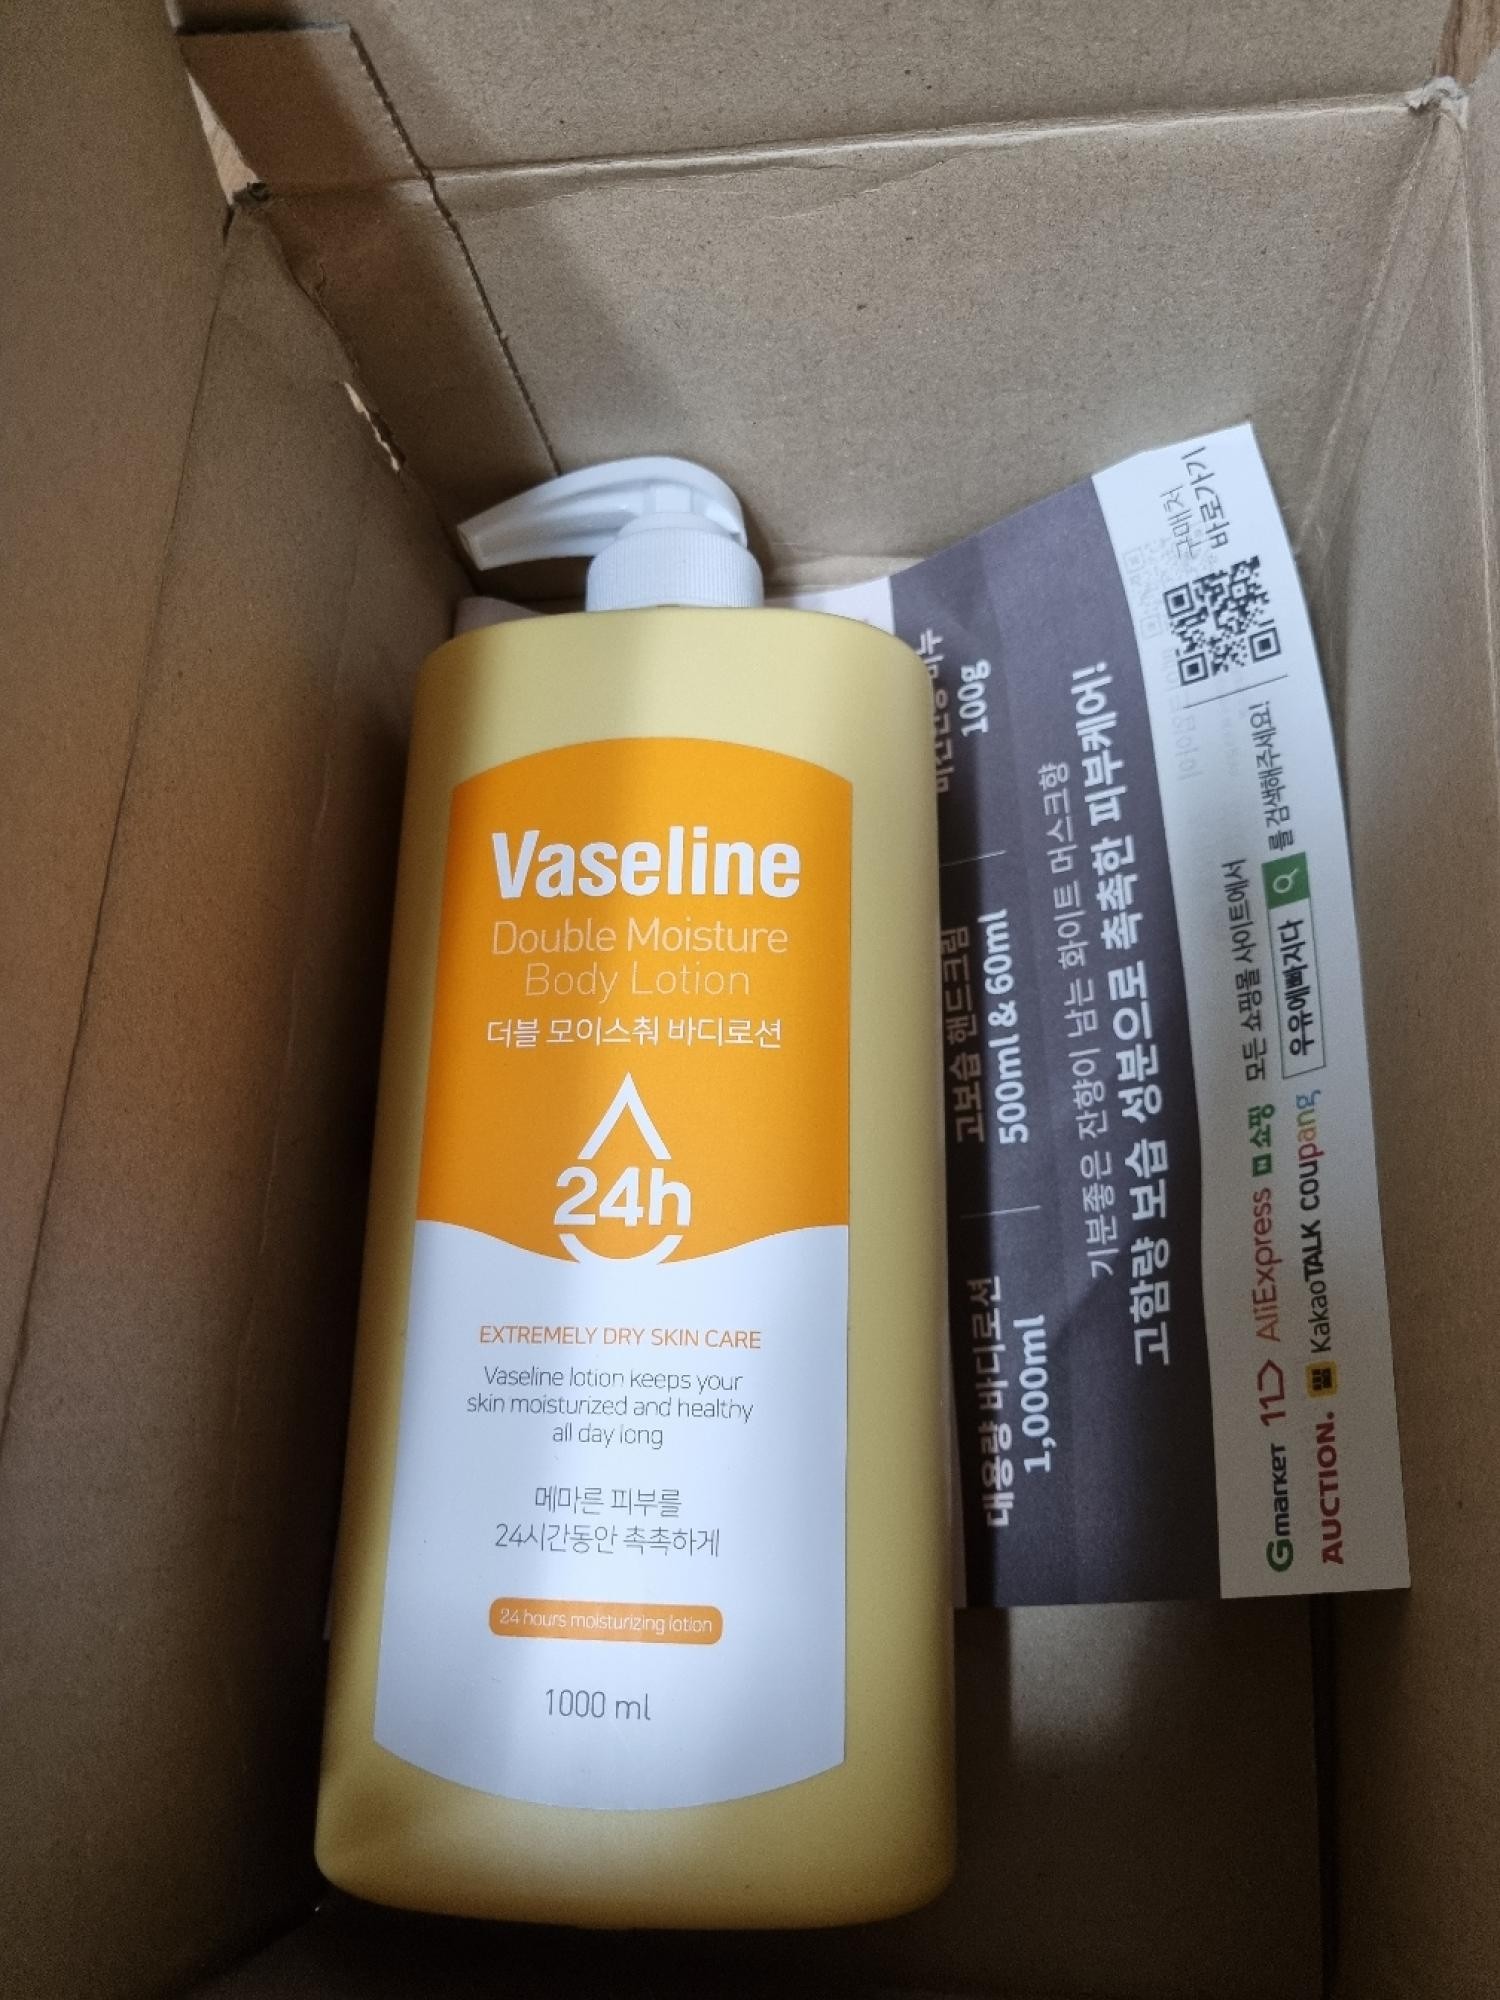 Vaseline
Double Moisture
Body Lotion
더블 모이스춰 바디로션
24h
EXTREMELY DRY SKIN CARE
Vaseline lotion keeps your
skin moisturized and healthy
all day long
메마른 피부를
24시간동안 촉촉하게
24 hours moisturizing lotion
1000 ml
대용량 바디로션
1,000ml
고보습 핸드크림
500ml & 60ml
100g
기분좋은 잔향이 남는 화이트 머스크향
고함량 보습 성분으로 촉촉한 피부케어!
Gmarket 11 AliExpress 쇼핑 모든 쇼핑몰 사이트에서
AUCTION. KakaoTALK coupang 우유에빠지다 를 검색해주세요!
구매처
바로가기